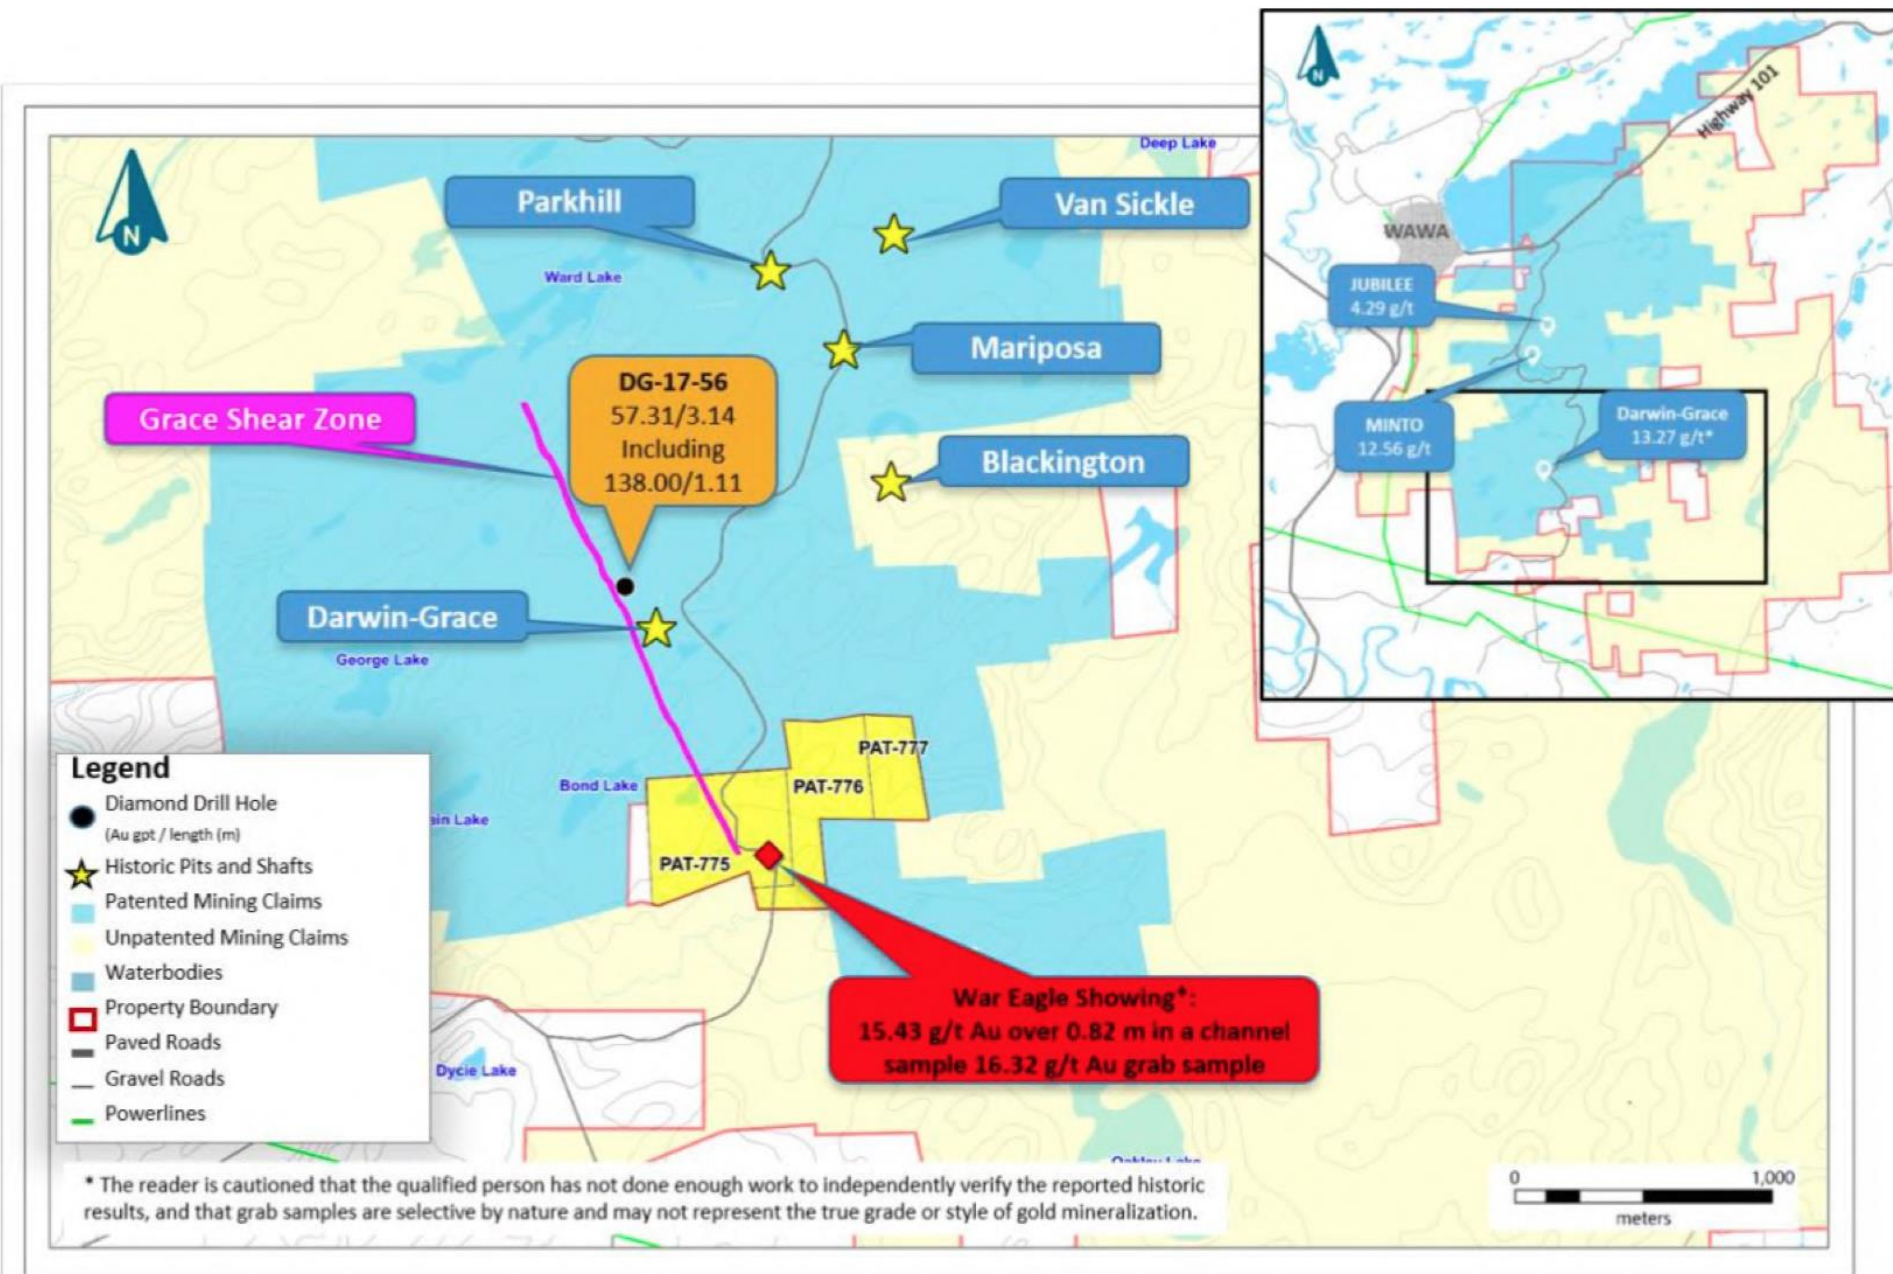 N
Parkhill
Van Sickle
Deep Lake
Ward Lake
Mariposa
DG-17-56
57.31/3.14
Including
138.00/1.11
Grace Shear Zone
Blackington
Darwin-Grace
George Lake
PAT-777
PAT-776
Bond Lake
PAT-775
Lake
War Eagle Showing*:
15.43 g/t Au over 0.82 m in a channel
sample 16.32 g/t Au grab sample
Dycie Lake
Legend
Diamond Drill Hole
(Au gpt / length (m)
Historic Pits and Shafts
Patented Mining Claims
Unpatented Mining Claims
Waterbodies
Property Boundary
Paved Roads
Gravel Roads
Powerlines
* The reader is cautioned that the qualified person has not done enough work to independently verify the reported historic
results, and that grab samples are selective by nature and may not represent the true grade or style of gold mineralization.
0 1,000
meters
N
Highway 101
WAWA
JUBILEE
4.29 g/t
MINTO
12.56 g/t
Darwin-Grace
13.27 g/t*